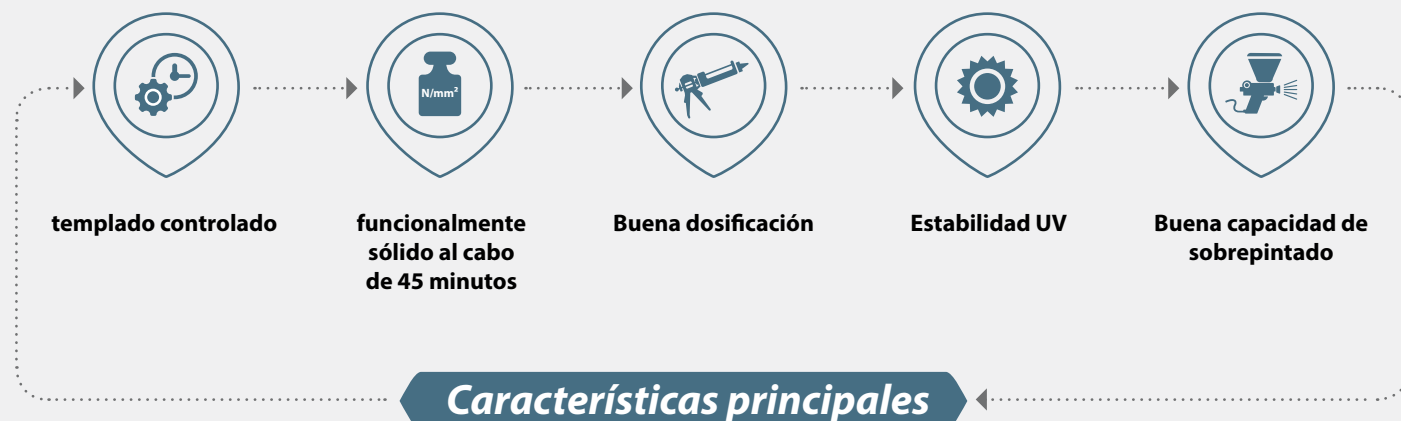 N/mm²
templado controlado
funcionalmente
sólido al cabo
de 45 minutos
Buena dosificación
Estabilidad UV
Buena capacidad de
sobrepintado
Características principales